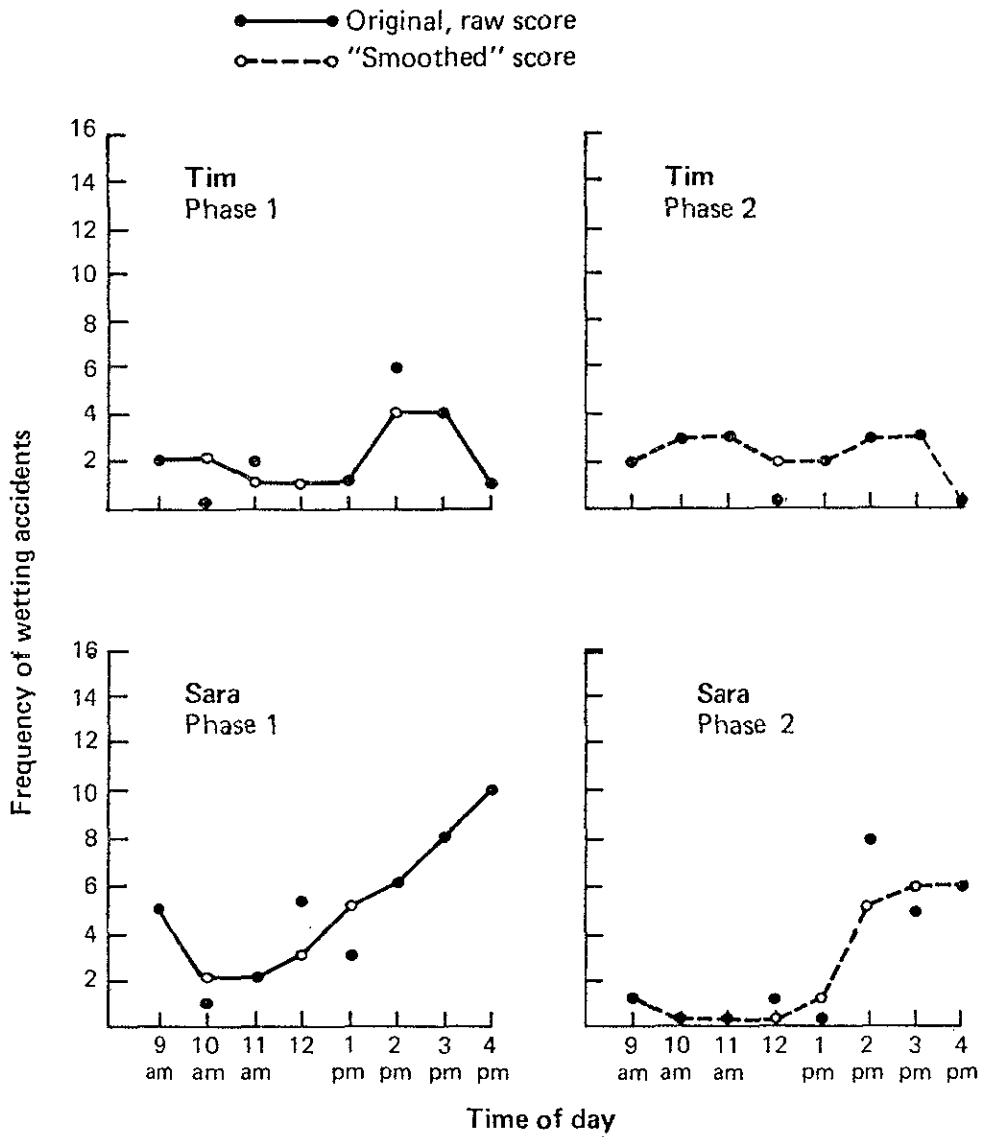 Original, raw score
"Smoothed" score
Frequency of wetting accidents
16
14
12
10
8
6
4
2
Tim
Phase 1
Tim
Phase 2
16
14
12
10
8
6
4
2
Sara
Phase 1
Sara
Phase 2
9 10 11 12 1 2 3 4
am am am pm pm pm pm
9 10 11 12 1 2 3 4
am am am pm pm pm pm
Time of day